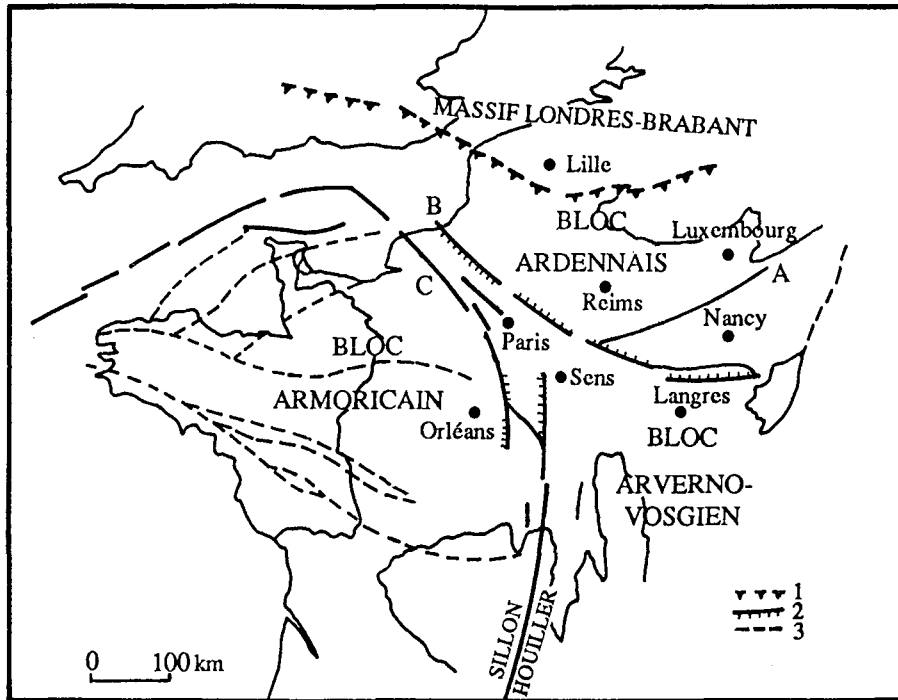 MASSIF LONDRES-BRABANT
Lille
B
BLOC
Luxembourg
ARDENNAIS
A
C
Reims
Paris
Nancy
BLOC
Sens
ARMORICAIN
Langres
Orléans
BLOC
ARVERNO-
VOSGIEN
SILLON
HOUILLER
1
2
3
0 100 km